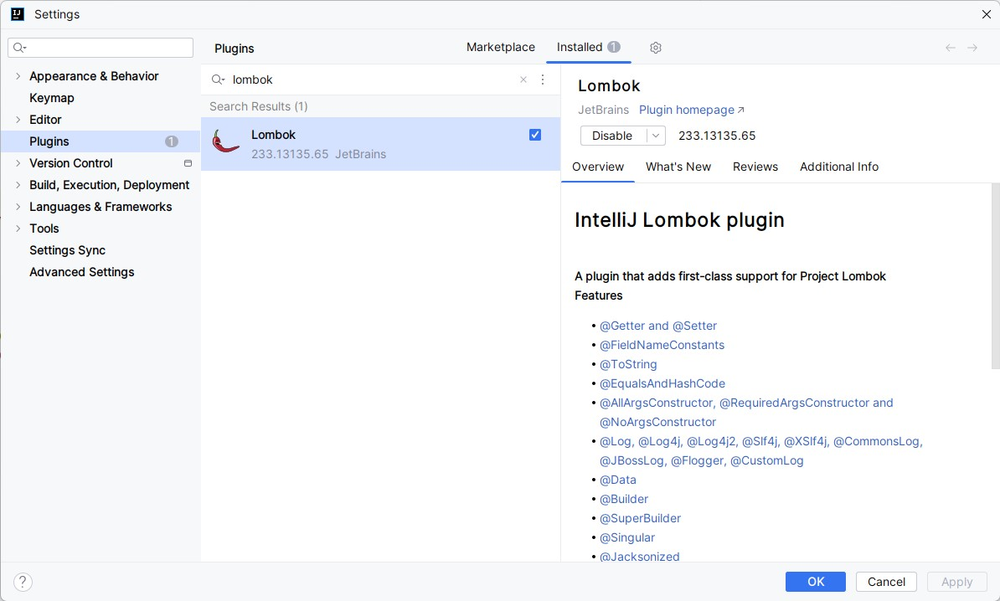 Settings
Plugins
Marketplace
Installed 1
Appearance & Behavior
Keymap
Editor
Plugins 1
Version Control
Build, Execution, Deployment
Languages & Frameworks
Tools
Settings Sync
Advanced Settings
lombok
Search Results (1)
Lombok
233.13135.65 JetBrains
Lombok
JetBrains Plugin homepage ↗
Disable 233.13135.65
Overview What's New Reviews Additional Info
IntelliJ Lombok plugin
A plugin that adds first-class support for Project Lombok
Features
• @Getter and @Setter
• @FieldNameConstants
• @ToString
• @EqualsAndHashCode
• @AllArgsConstructor, @RequiredArgsConstructor and
@NoArgsConstructor
• @Log, @Log4j, @Log4j2, @Slf4j, @XSlf4j, @CommonsLog,
@JBossLog, @Flogger, @CustomLog
• @Data
• @Builder
• @SuperBuilder
• @Singular
• @Jacksonized
?
OK Cancel Apply